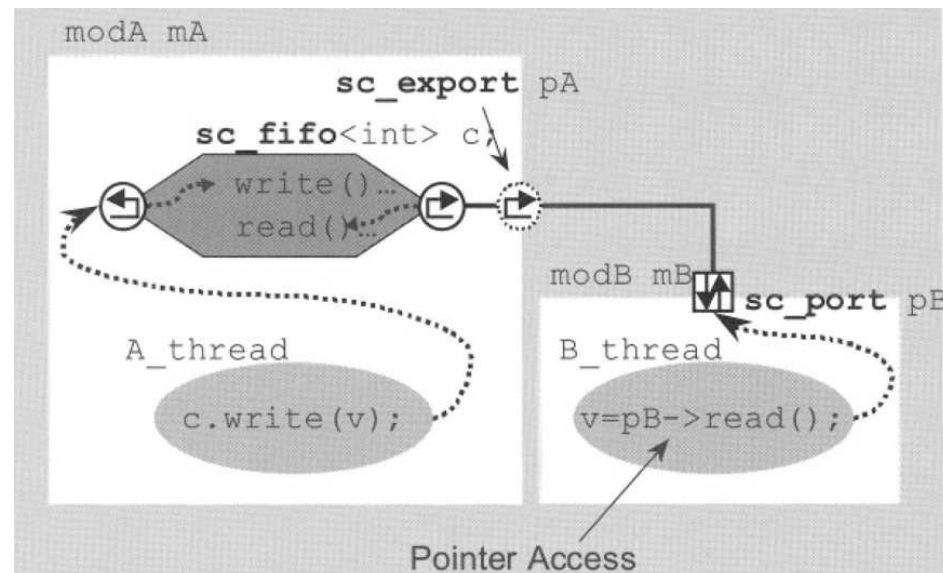 modA mA
sc_export pA
sc_fifo<int> c;
write()…
read()…
modB mB
sc_port pB
A_thread
B_thread
c.write(v);
v=pB->read();
Pointer Access